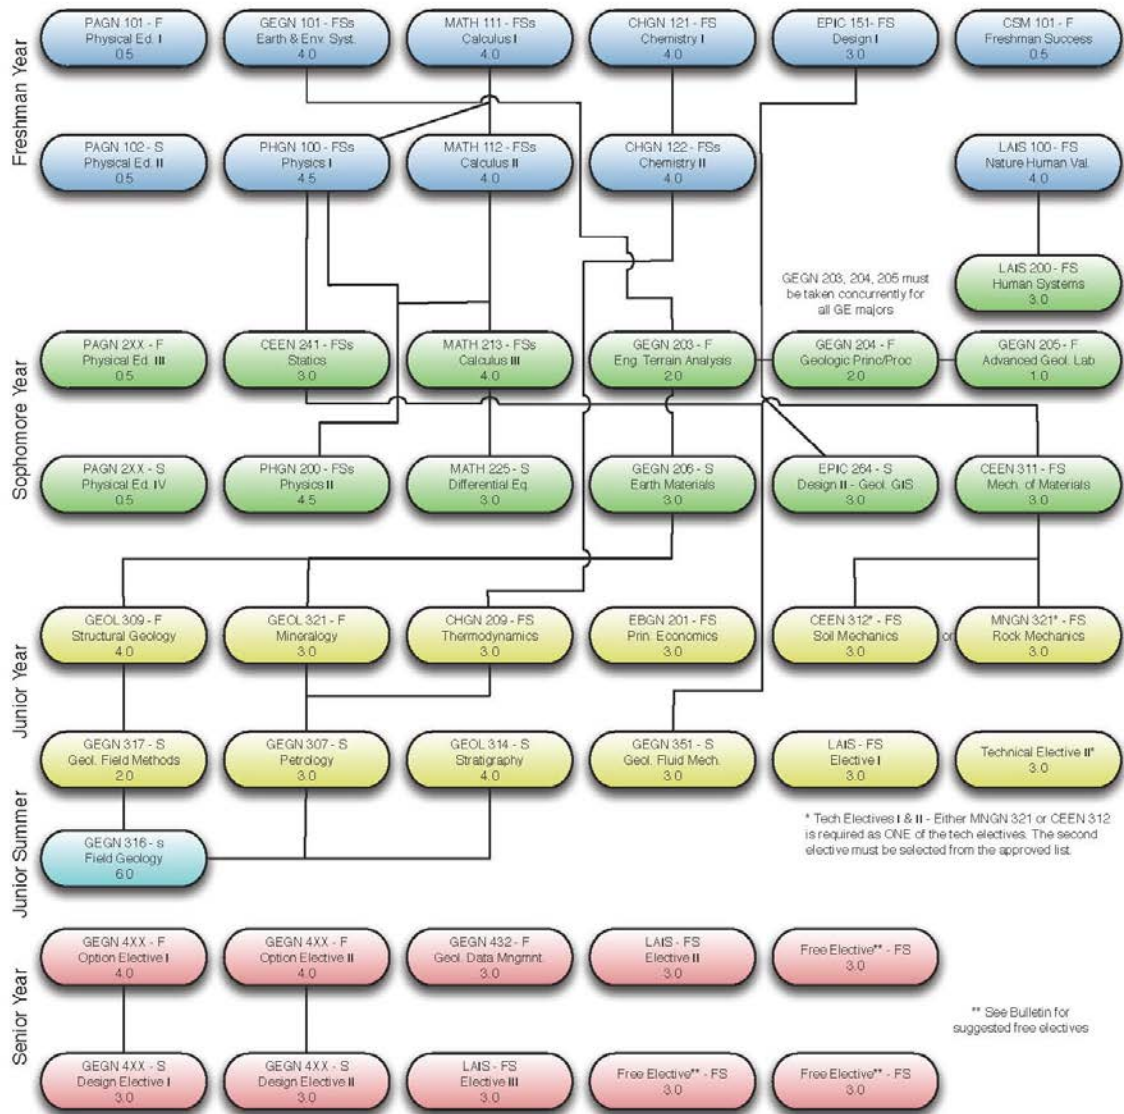 Freshman Year
PAGN 101 - F
Physical Ed. I
0.5
GEGN 101 - FSs
Earth & Env. Syst.
4.0
MATH 111 - FSs
Calculus I
4.0
CHGN 121 - FS
Chemistry I
4.0
EPIC 151- FS
Design I
3.0
CSM 101 - F
Freshman Success
0.5
PAGN 102 - S
Physical Ed. II
0.5
PHGN 100 - FSs
Physics I
4.5
MATH 112 - FSs
Calculus II
4.0
CHGN 122 - FSs
Chemistry II
4.0
LAIS 100 - FS
Nature Human Val.
4.0
GEGN 203, 204, 205 must
be taken concurrently for
all GE majors
LAIS 200 - FS
Human Systems
3.0
Sophomore Year
PAGN 2XX - F
Physical Ed. III
0.5
CEEN 241 - FSs
Statics
3.0
MATH 213 - FSs
Calculus III
4.0
GEGN 203 - F
Eng. Terrain Analysis
2.0
GEGN 204 - F
Geologic Princ/Proc
2.0
GEGN 205 - F
Advanced Geol. Lab
1.0
PAGN 2XX - S
Physical Ed. IV
0.5
PHGN 200 - FSs
Physics II
4.5
MATH 225 - S
Differential Eq.
3.0
GEGN 206 - S
Earth Materials
3.0
EPIC 264 - S
Design II - Geol. GIS
3.0
CEEN 311 - FS
Mech. of Materials
3.0
Junior Year
GEOL 309 - F
Structural Geology
4.0
GEOL 321 - F
Mineralogy
3.0
CHGN 209 - FS
Thermodynamics
3.0
EBGN 201 - FS
Prin. Economics
3.0
CEEN 312* - FS
Soil Mechanics
3.0
or
MNGN 321* - FS
Rock Mechanics
3.0
GEGN 317 - S
Geol. Field Methods
2.0
GEGN 307 - S
Petrology
3.0
GEOL 314 - S
Stratigraphy
4.0
GEGN 351 - S
Geol. Fluid Mech.
3.0
LAIS - FS
Elective I
3.0
Technical Elective II*
3.0
Junior Summer
GEGN 316 - s
Field Geology
6.0
* Tech Electives I & II - Either MNGN 321 or CEEN 312
is required as ONE of the tech electives. The second
elective must be selected from the approved list.
Senior Year
GEGN 4XX - F
Option Elective I
4.0
GEGN 4XX - F
Option Elective II
4.0
GEGN 432 - F
Geol. Data Mngmnt.
3.0
LAIS - FS
Elective II
3.0
Free Elective** - FS
3.0
** See Bulletin for
suggested free electives
GEGN 4XX - S
Design Elective I
3.0
GEGN 4XX - S
Design Elective II
3.0
LAIS - FS
Elective III
3.0
Free Elective** - FS
3.0
Free Elective** - FS
3.0